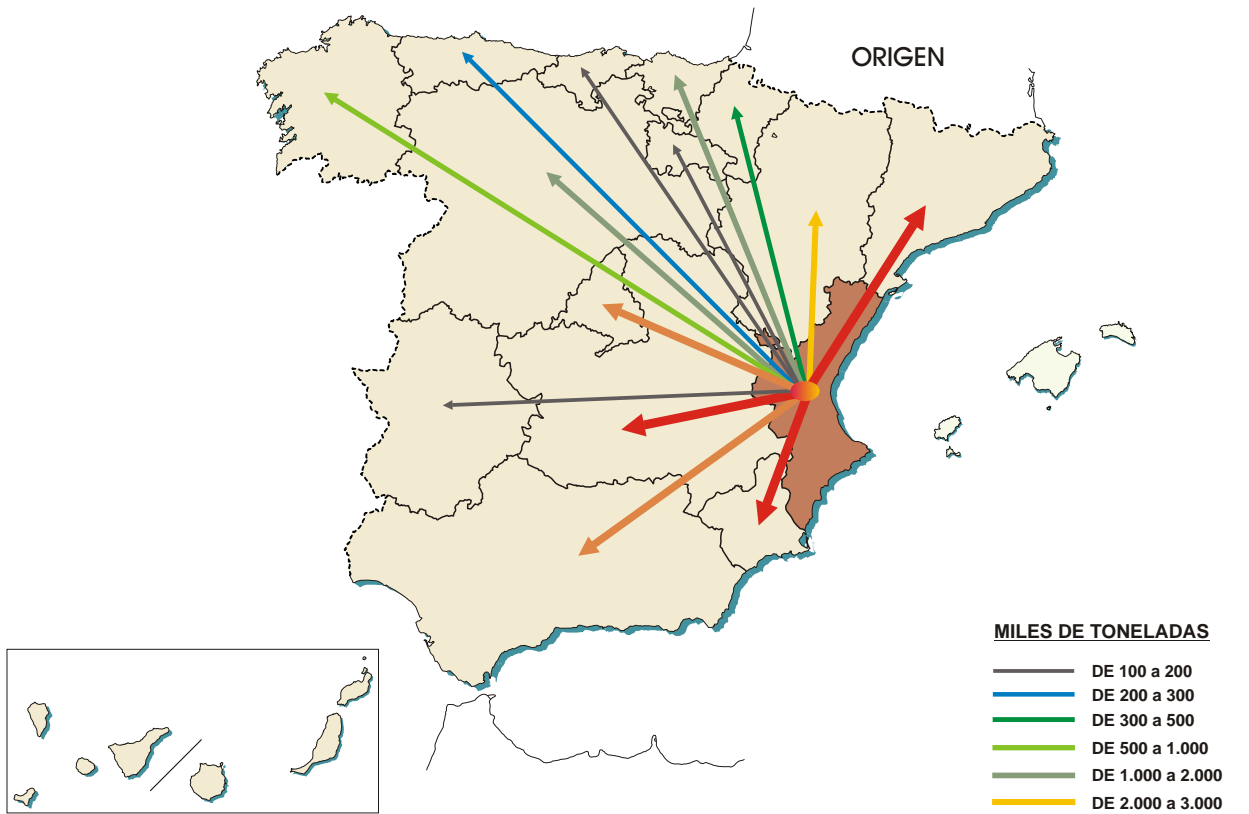 ORIGEN
MILES DE TONELADAS
DE 100 a 200
DE 200 a 300
DE 300 a 500
DE 500 a 1.000
DE 1.000 a 2.000
DE 2.000 a 3.000